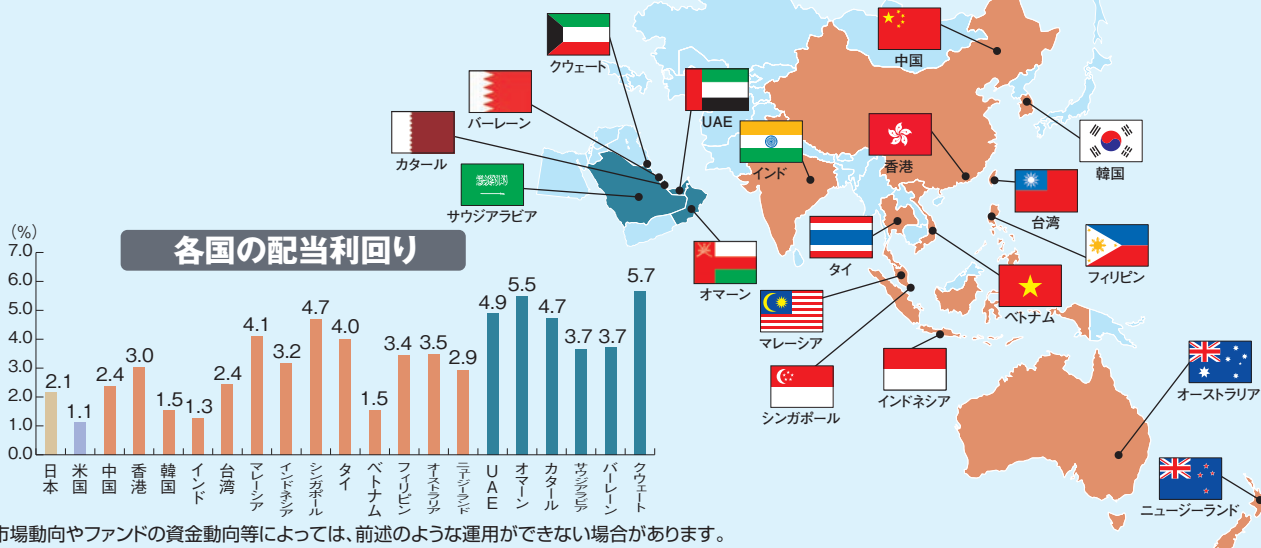 中国
クウェート
バーレーン
UAE
カタール
インド
香港
韓国
サウジアラビア
台湾
オマーン
タイ
フィリピン
ベトナム
マレーシア
インドネシア
シンガポール
オーストラリア
ニュージーランド
各国の配当利回り
(%)
7.0
6.0
5.0
4.0
3.0
2.0
1.0
0.0
2.1
1.1
2.4
3.0
1.5
1.3
2.4
4.1
3.2
4.7
4.0
1.5
3.4
3.5
2.9
4.9
5.5
4.7
3.7
3.7
5.7
日本
米国
中国
香港
韓国
インド
台湾
マレーシア
インドネシア
シンガポール
タイ
ベトナム
フィリピン
オーストラリア
ニュージーランド
UAE
オマーン
カタール
サウジアラビア
バーレーン
クウェート
市場動向やファンドの資金動向等によっては、前述のような運用ができない場合があります。